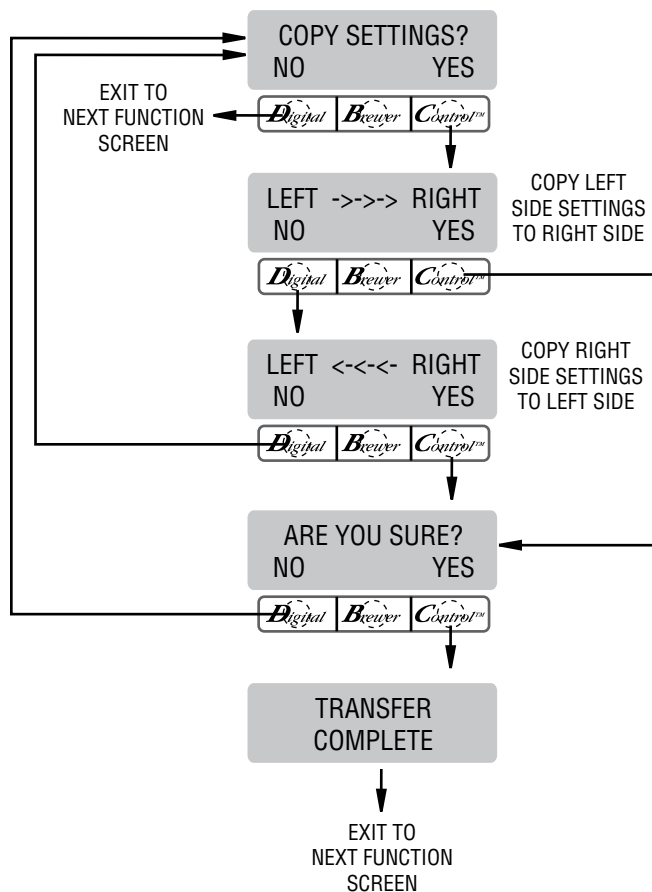 COPY SETTINGS?
NO YES
EXIT TO
NEXT FUNCTION
SCREEN
Digital Brewer Control™
LEFT ->->-> RIGHT
NO YES
COPY LEFT
SIDE SETTINGS
TO RIGHT SIDE
Digital Brewer Control™
LEFT <-<-<- RIGHT
NO YES
COPY RIGHT
SIDE SETTINGS
TO LEFT SIDE
Digital Brewer Control™
ARE YOU SURE?
NO YES
Digital Brewer Control™
TRANSFER
COMPLETE
EXIT TO
NEXT FUNCTION
SCREEN